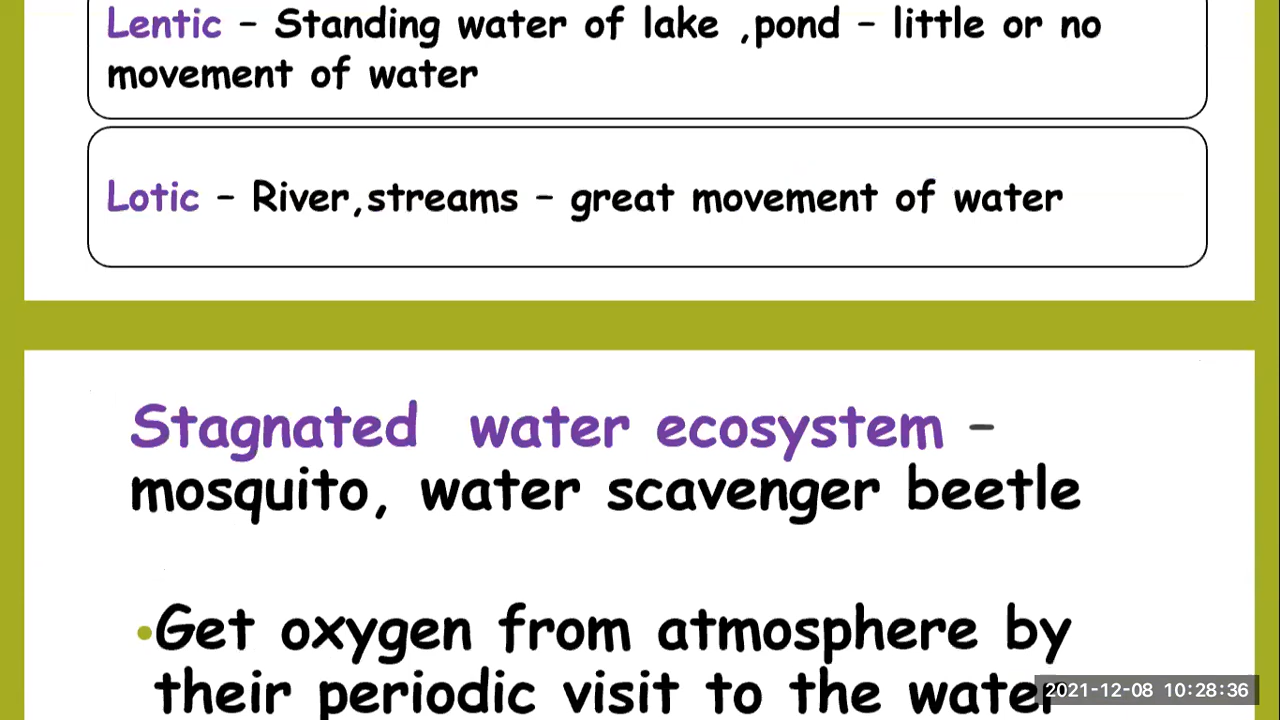 Lentic – Standing water of lake ,pond – little or no
movement of water
Lotic – River,streams – great movement of water
Stagnated water ecosystem –
mosquito, water scavenger beetle
•Get oxygen from atmosphere by
their periodic visit to the water
2021-12-08 10:28:36